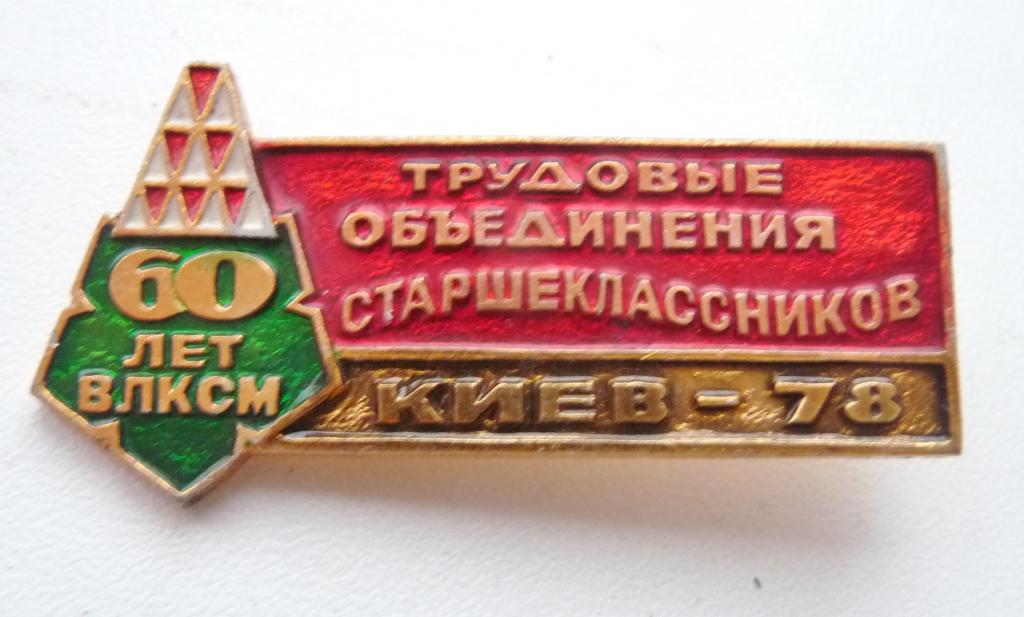 60
ЛЕТ
ВЛКСМ
ТРУДОВЫЕ
ОБЪЕДИНЕНИЯ
СТАРШЕКЛАССНИКОВ
КИЕВ - 78